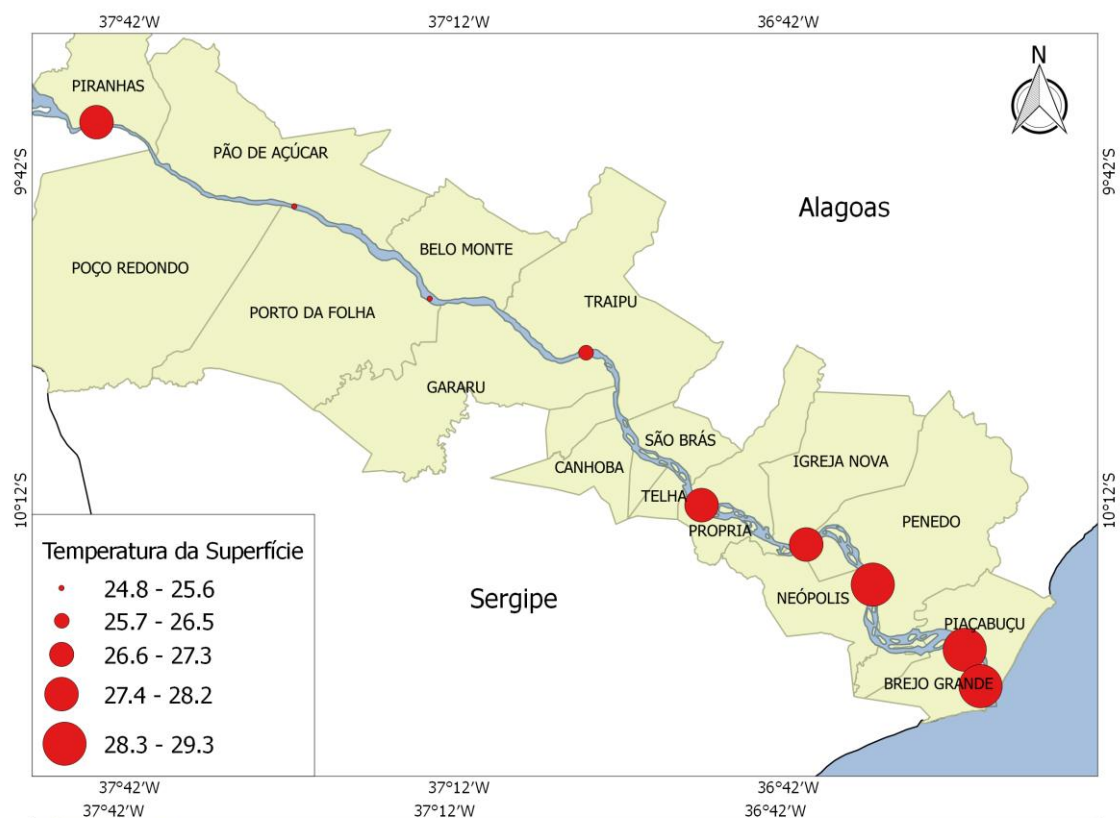 37°42'W 37°12'W 36°42'W
N
PIRANHAS
9°42'S
9°42'S
PÃO DE AÇÚCAR
Alagoas
BELO MONTE
POÇO REDONDO
TRAIPU
PORTO DA FOLHA
GARARU
SÃO BRÁS
IGREJA NOVA
CANHOBA
10°12'S
10°12'S
TELHA
PENEDO
PROPRIA
Temperatura da Superfície
24.8 - 25.6
25.7 - 26.5
26.6 - 27.3
27.4 - 28.2
28.3 - 29.3
Sergipe
NEÓPOLIS
PIAÇABUÇU
BREJO GRANDE
37°42'W 37°12'W 36°42'W
37°42'W 37°12'W 36°42'W